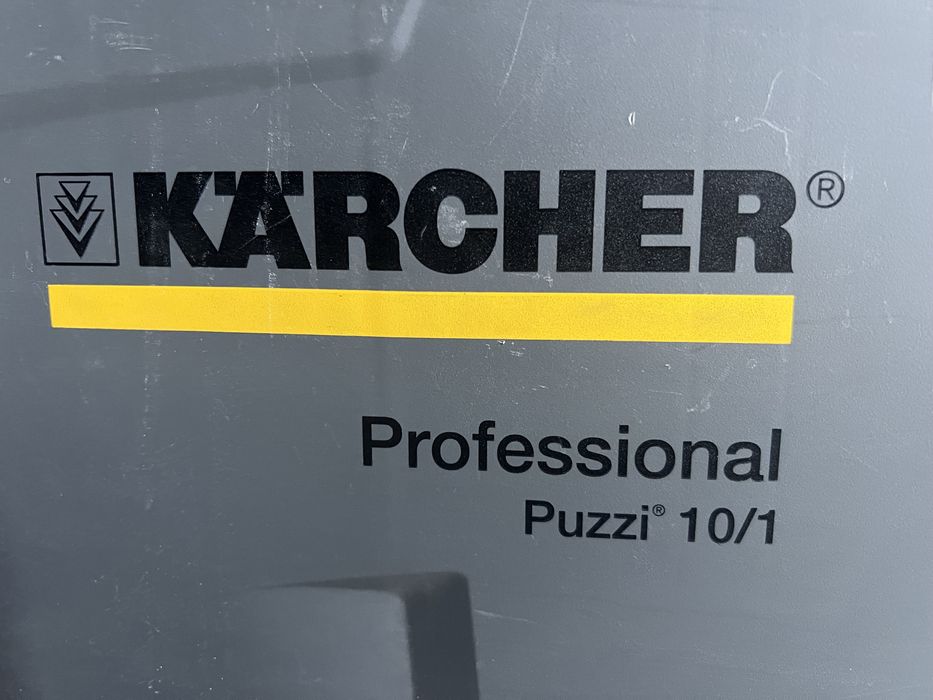 KÄRCHER®
Professional
Puzzi® 10/1